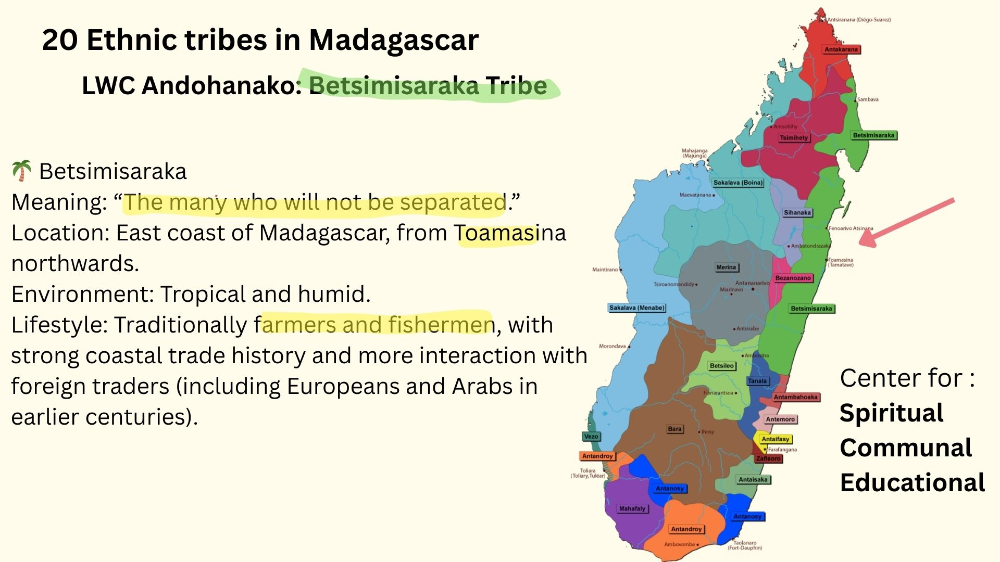 20 Ethnic tribes in Madagascar
LWC Andohanako: Betsimisaraka Tribe
🌴 Betsimisaraka
Meaning: “The many who will not be separated.”
Location: East coast of Madagascar, from Toamasina
northwards.
Environment: Tropical and humid.
Lifestyle: Traditionally farmers and fishermen, with
strong coastal trade history and more interaction with
foreign traders (including Europeans and Arabs in
earlier centuries).
Antsiranana (Diégo-Suarez)
Antakarana
Sambava
Antsohihy
Tsimihety
Betsimisaraka
Mahajanga
(Majunga)
Sakalava (Boina)
Maevatanana
Sihanaka
Fenoarivo Atsinana
Ambatondrazaka
Toamasina
(Tamatave)
Maintirano
Merina
Bezanozano
Tsiroanomandidy
Antananarivo
Miarinavo
Sakalava (Menabe)
Betsimisaraka
Antsirabe
Morondava
Ambositra
Betsileo
Tanala
Fianarantsoa
Antambahoaka
Antemoro
Bara
Ihosy
Vezo
Antaifasy
Farafangana
Antandroy
Zafisoro
Toliara
(Toliary,Tuléar)
Antaisaka
Antanosy
Mahafaly
Antanosy
Antandroy
Ambovombe
Taolanaro
(Fort-Dauphin)
Center for :
Spiritual
Communal
Educational